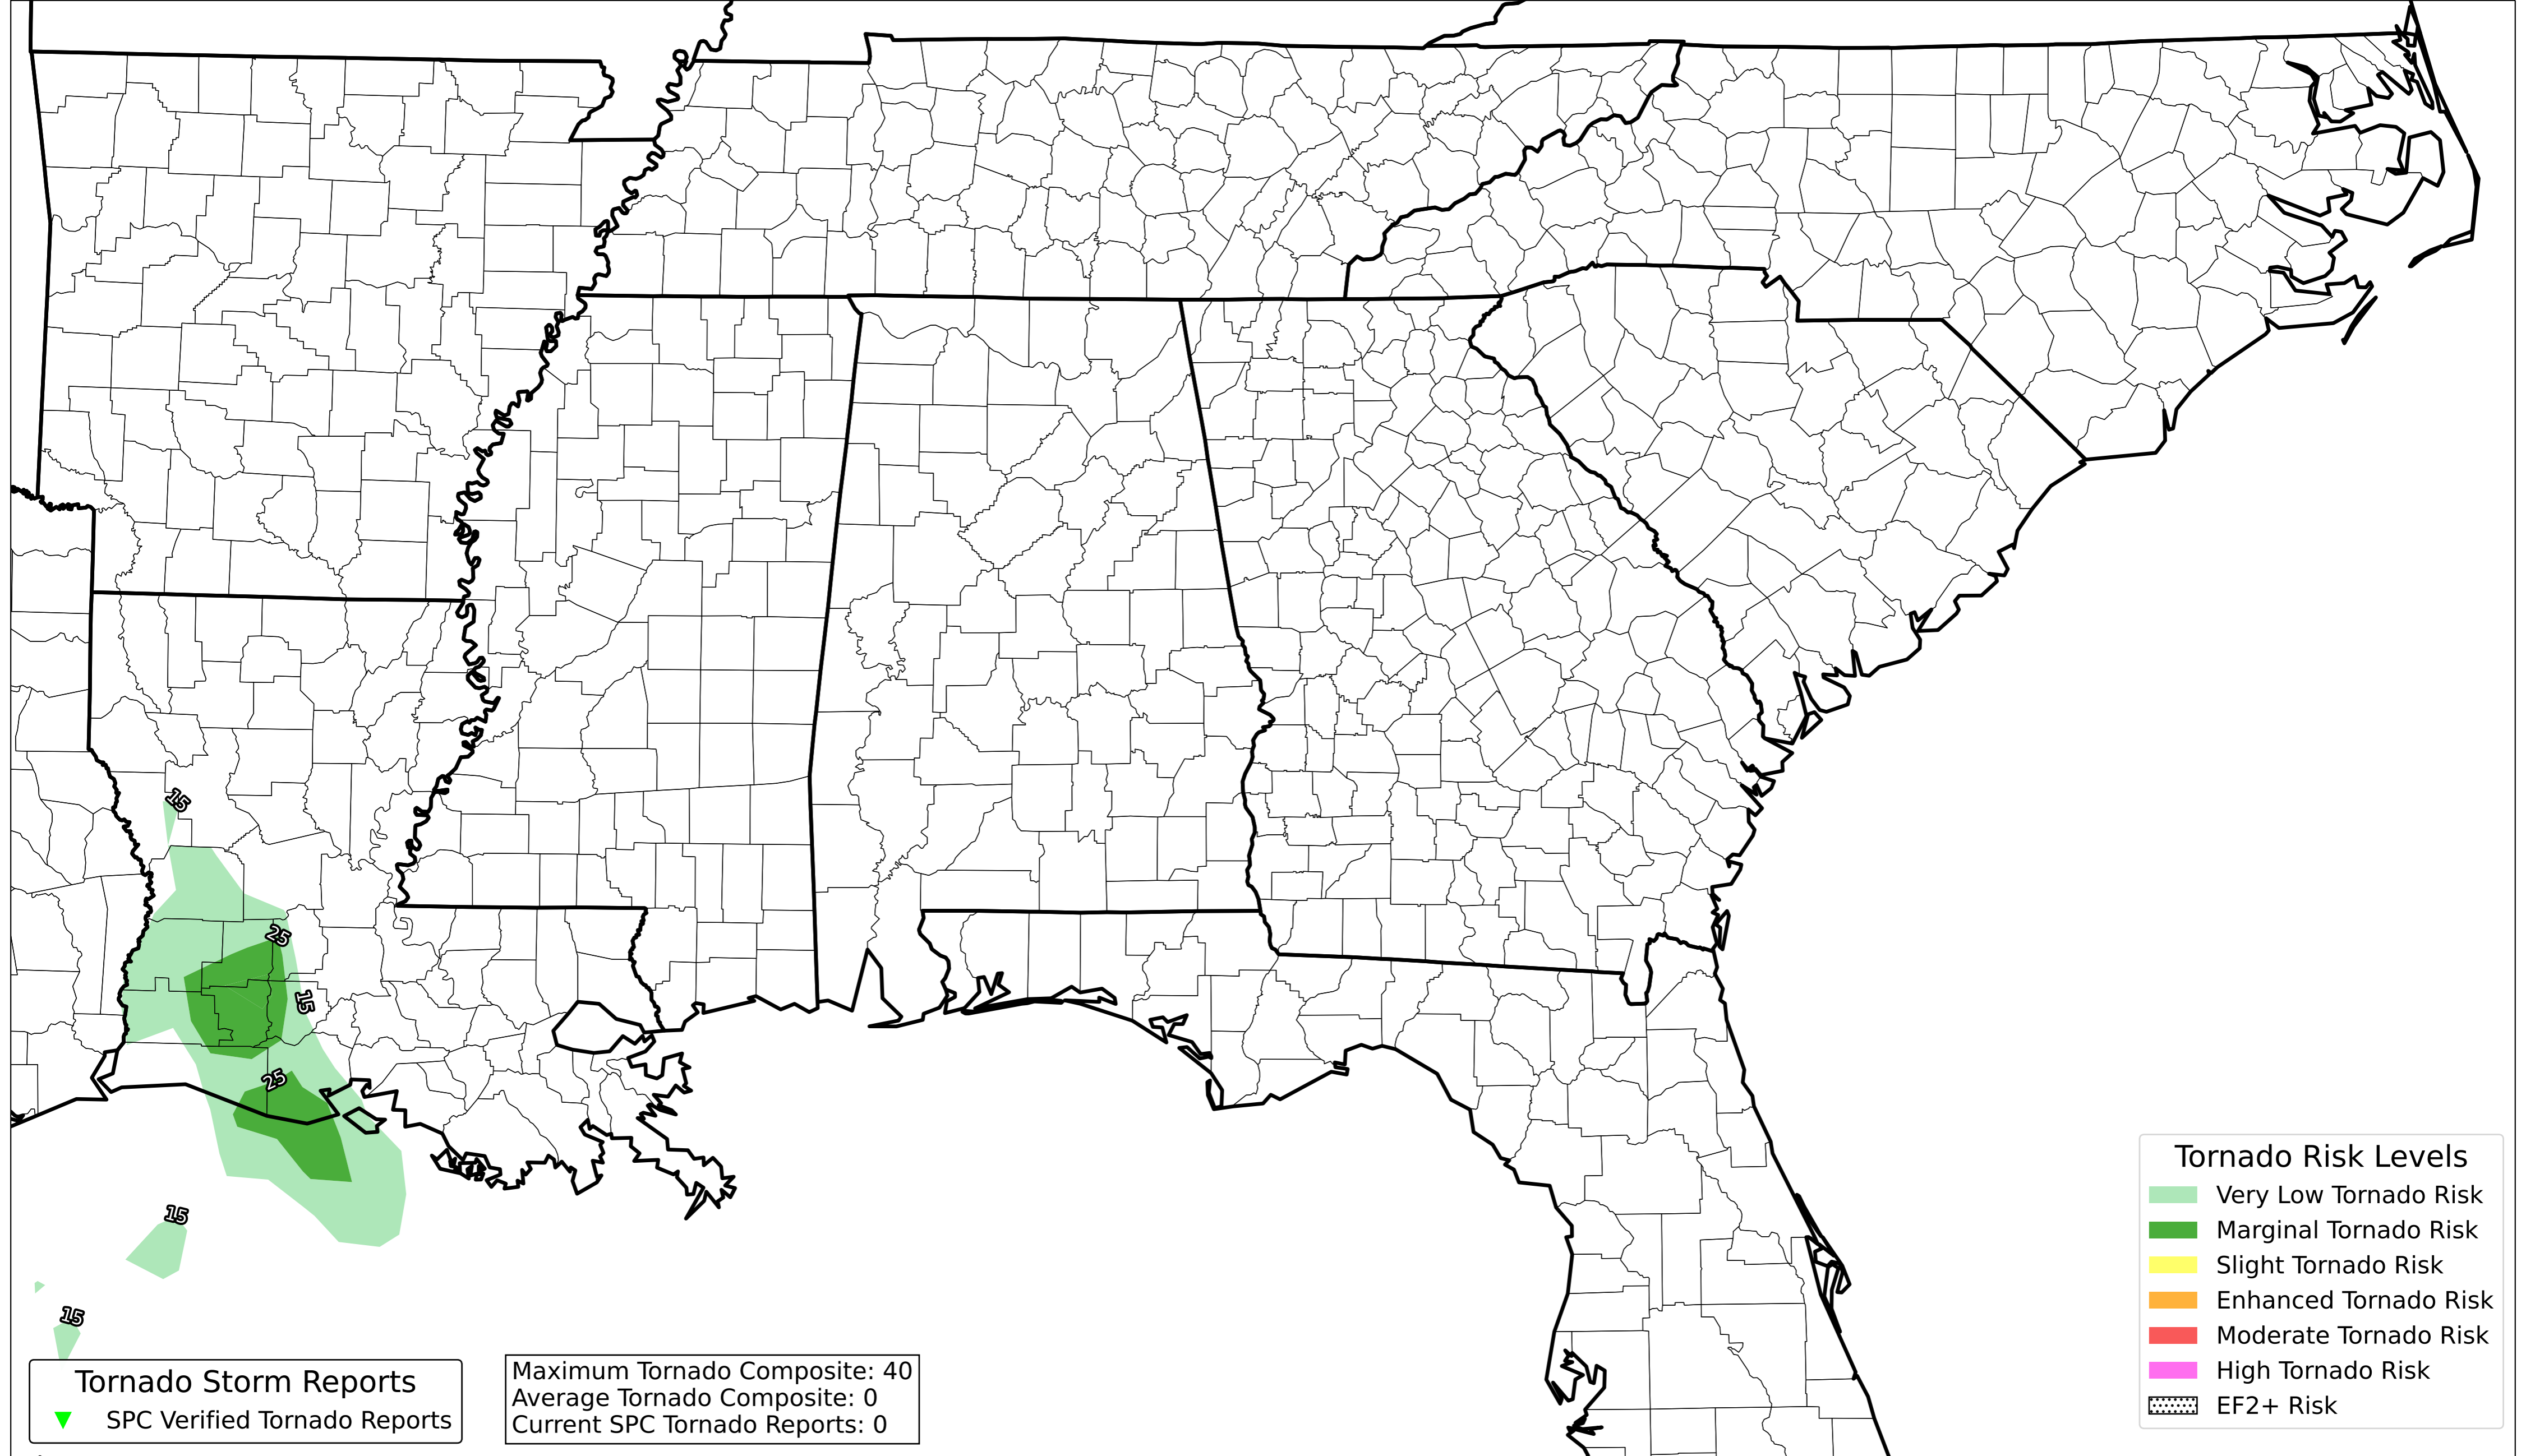 15
25
15
25
15
15
Tornado Storm Reports
SPC Verified Tornado Reports
Maximum Tornado Composite: 40
Average Tornado Composite: 0
Current SPC Tornado Reports: 0
Tornado Risk Levels
Very Low Tornado Risk
Marginal Tornado Risk
Slight Tornado Risk
Enhanced Tornado Risk
Moderate Tornado Risk
High Tornado Risk
EF2+ Risk